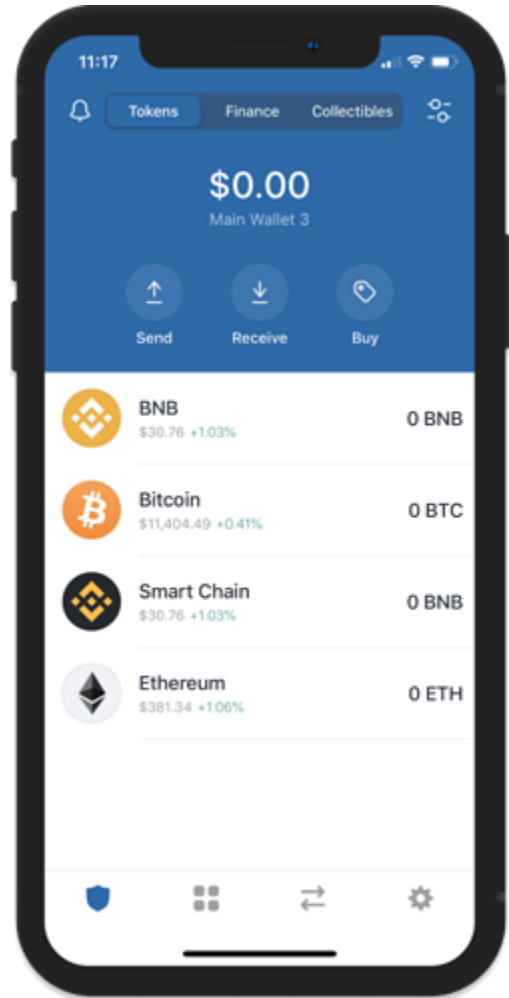 11:17
Tokens Finance Collectibles
$0.00
Main Wallet 3
Send Receive Buy
BNB
$30.76 +1.03%
0 BNB
Bitcoin
$11,404.49 +0.41%
0 BTC
Smart Chain
$30.76 +1.03%
0 BNB
Ethereum
$381.34 +1.06%
0 ETH